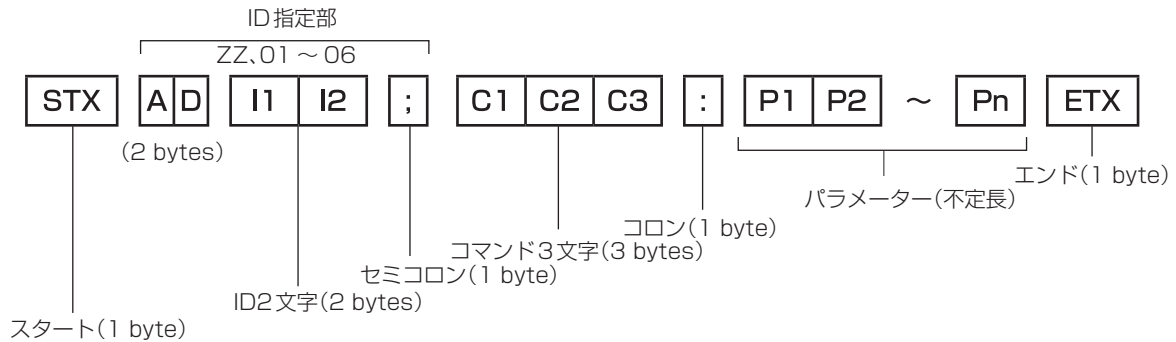 ID指定部
ZZ、01～06
STX A D I1 I2 ; C1 C2 C3 : P1 P2 ～ Pn ETX
(2 bytes)
エンド(1 byte)
パラメーター(不定長)
コロン(1 byte)
コマンド3文字(3 bytes)
セミコロン(1 byte)
ID2文字(2 bytes)
スタート(1 byte)